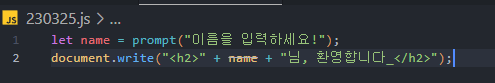 JS 230325.js > ...
1 let name = prompt("이름을 입력하세요!");
2 document.write("<h2>" + name + "님, 환영합니다_</h2>");